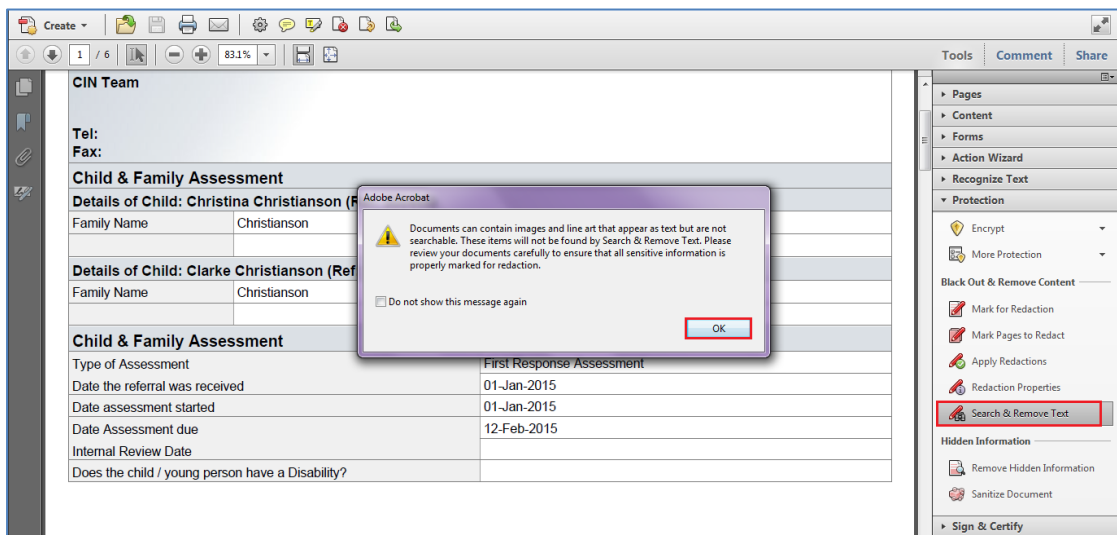 Create
1 / 6 83.1% Tools Comment Share
CIN Team
Tel:
Fax:
Child & Family Assessment
Details of Child: Christina Christianson (R
Family Name Christianson
Details of Child: Clarke Christianson (Ref
Family Name Christianson
Child & Family Assessment
Type of Assessment First Response Assessment
Date the referral was received 01-Jan-2015
Date assessment started 01-Jan-2015
Date Assessment due 12-Feb-2015
Internal Review Date
Does the child / young person have a Disability?
Adobe Acrobat
Documents can contain images and line art that appear as text but are not
searchable. These items will not be found by Search & Remove Text. Please
review your documents carefully to ensure that all sensitive information is
properly marked for redaction.
Do not show this message again
OK
Pages
Content
Forms
Action Wizard
Recognize Text
Protection
Encrypt
More Protection
Black Out & Remove Content
Mark for Redaction
Mark Pages to Redact
Apply Redactions
Redaction Properties
Search & Remove Text
Hidden Information
Remove Hidden Information
Sanitize Document
Sign & Certify